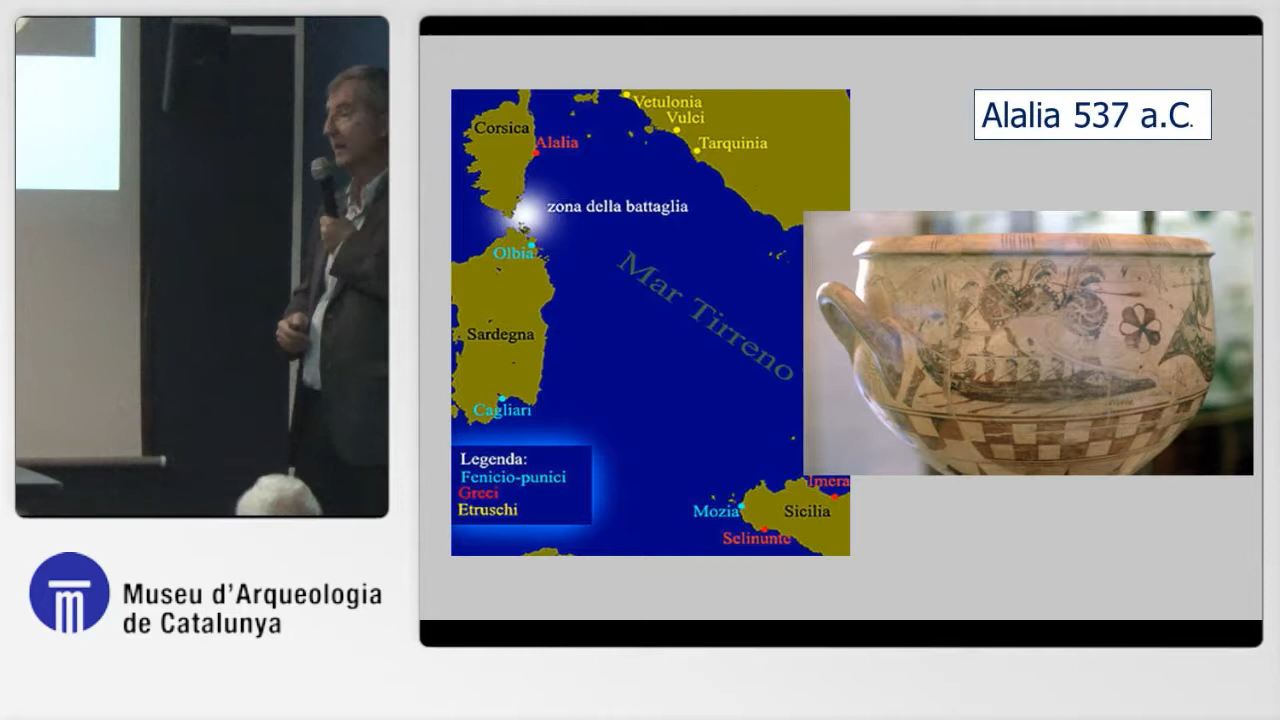 Alalia 537 a.C.
Vetulonia
Vulci
Corsica
Alalia
Tarquinia
zona della battaglia
Olbia
Mar Tirreno
Sardegna
Cagliari
Legenda:
Fenicio-punici
Greci
Etruschi
Imera
Mozia
Sicilia
Selinunte
Museu d'Arqueologia
de Catalunya